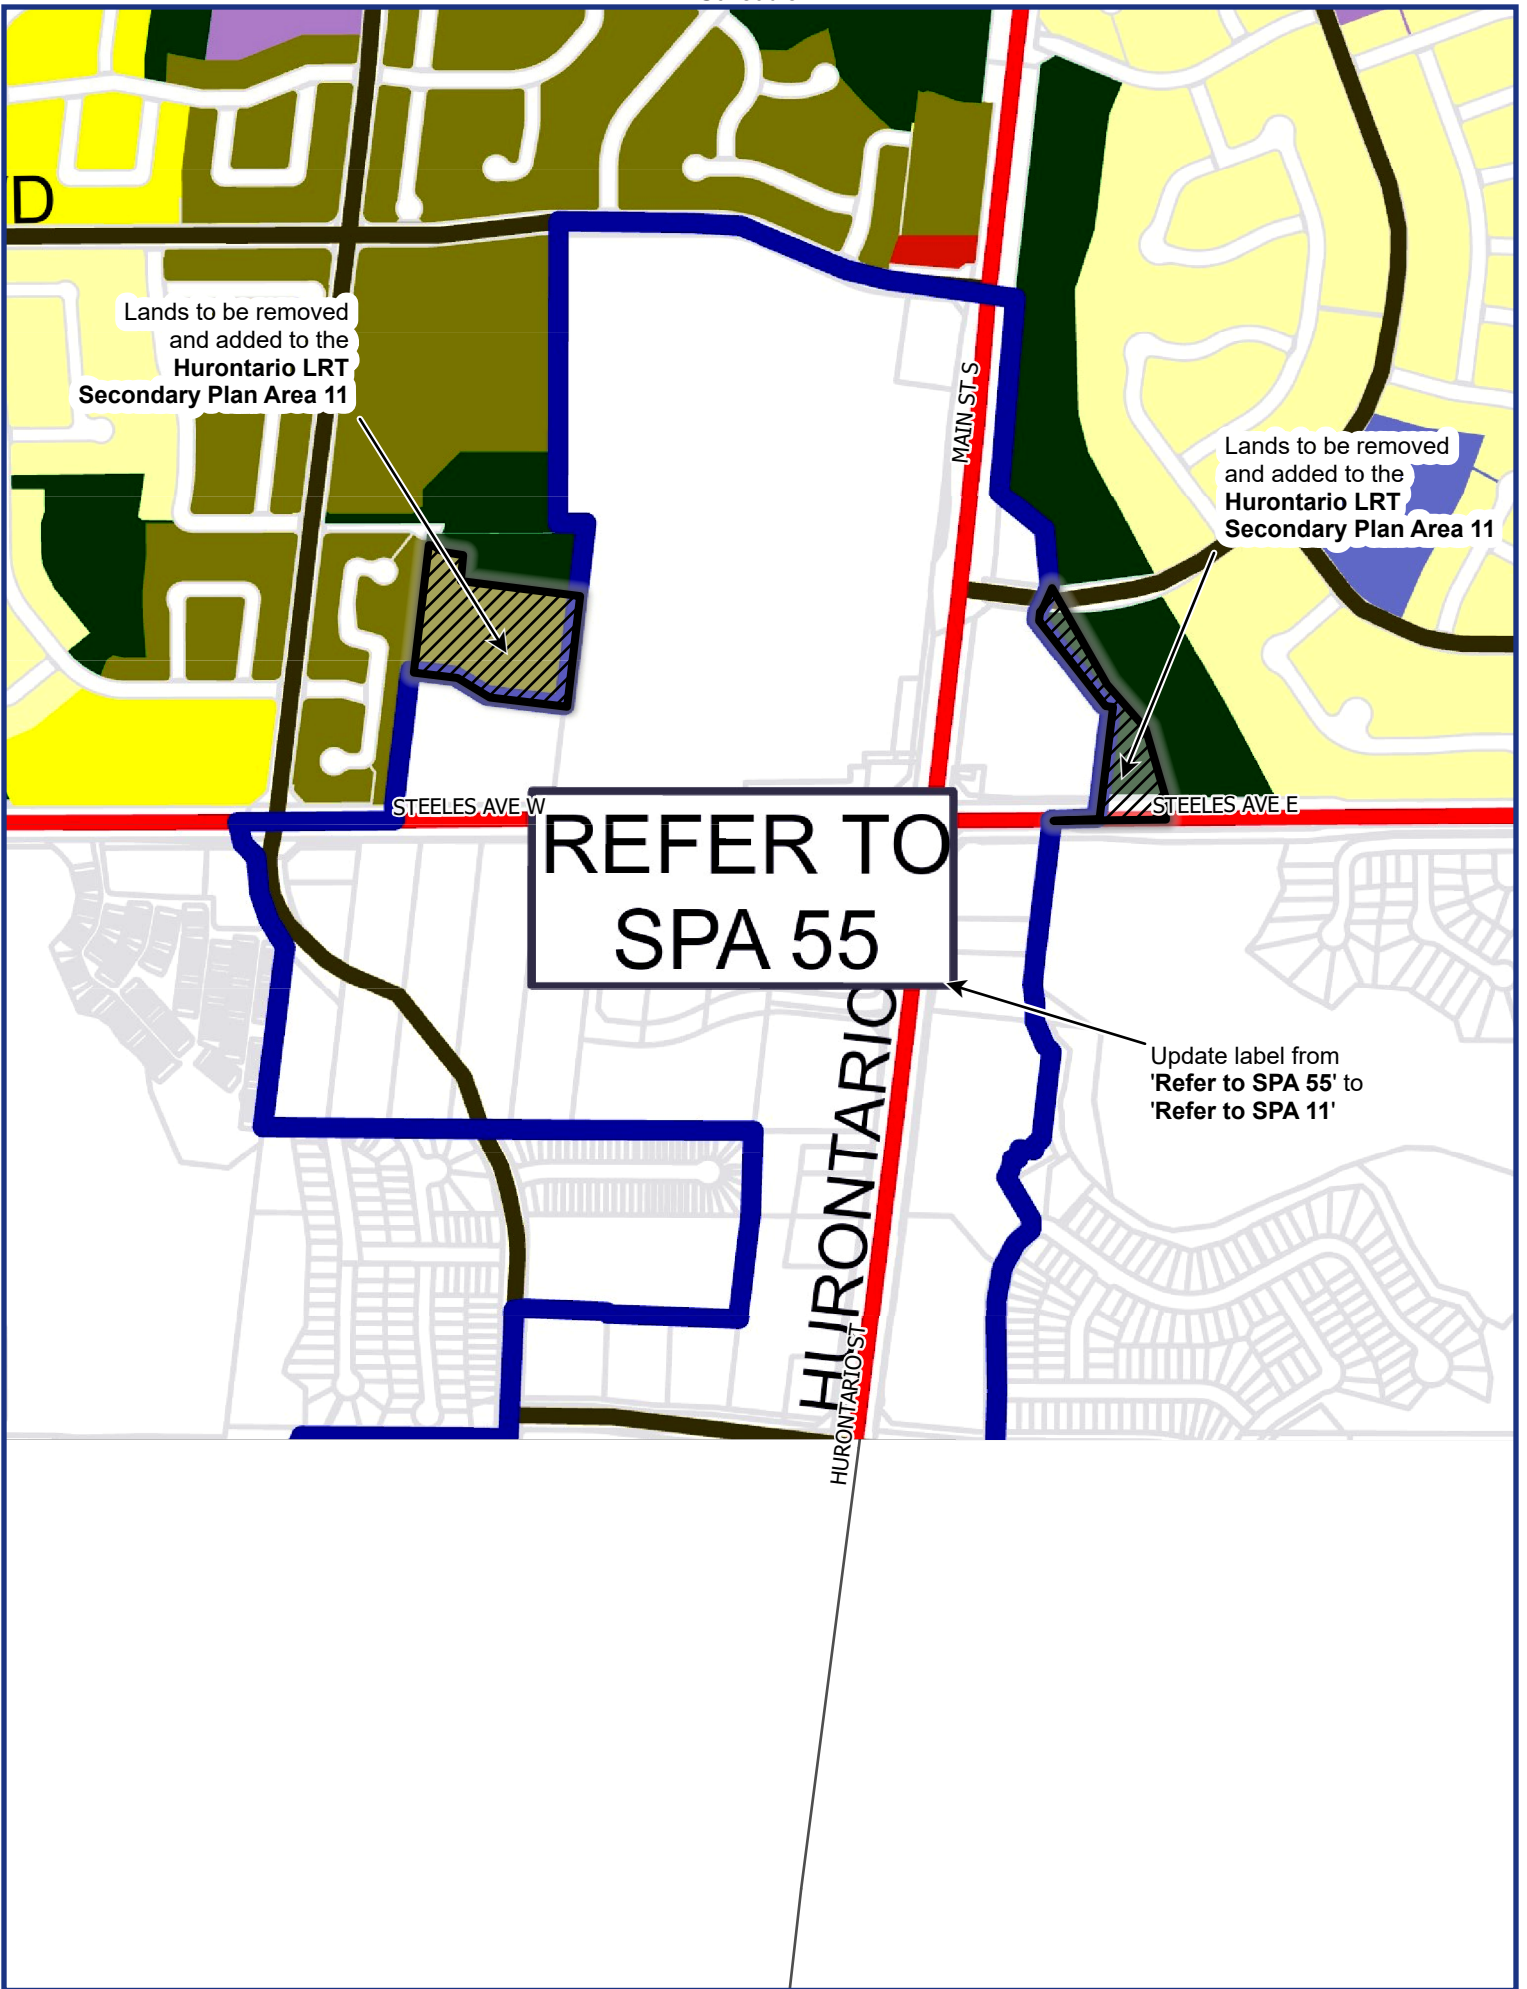 D
Lands to be removed
and added to the
Hurontario LRT
Secondary Plan Area 11
MAIN ST S
Lands to be removed
and added to the
Hurontario LRT
Secondary Plan Area 11
STEELES AVE W
STEELES AVE E
REFER TO
SPA 55
Update label from
'Refer to SPA 55' to
'Refer to SPA 11'
HURONTARIO
HURONTARIO ST